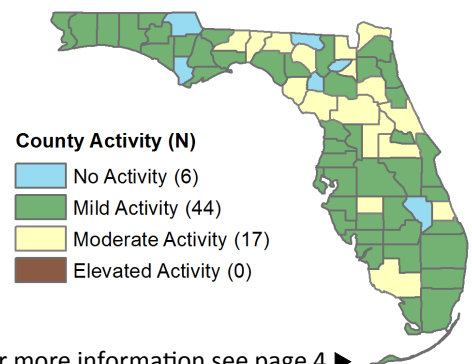 County Activity (N)
No Activity (6)
Mild Activity (44)
Moderate Activity (17)
Elevated Activity (0)
r more information see page 4 ►